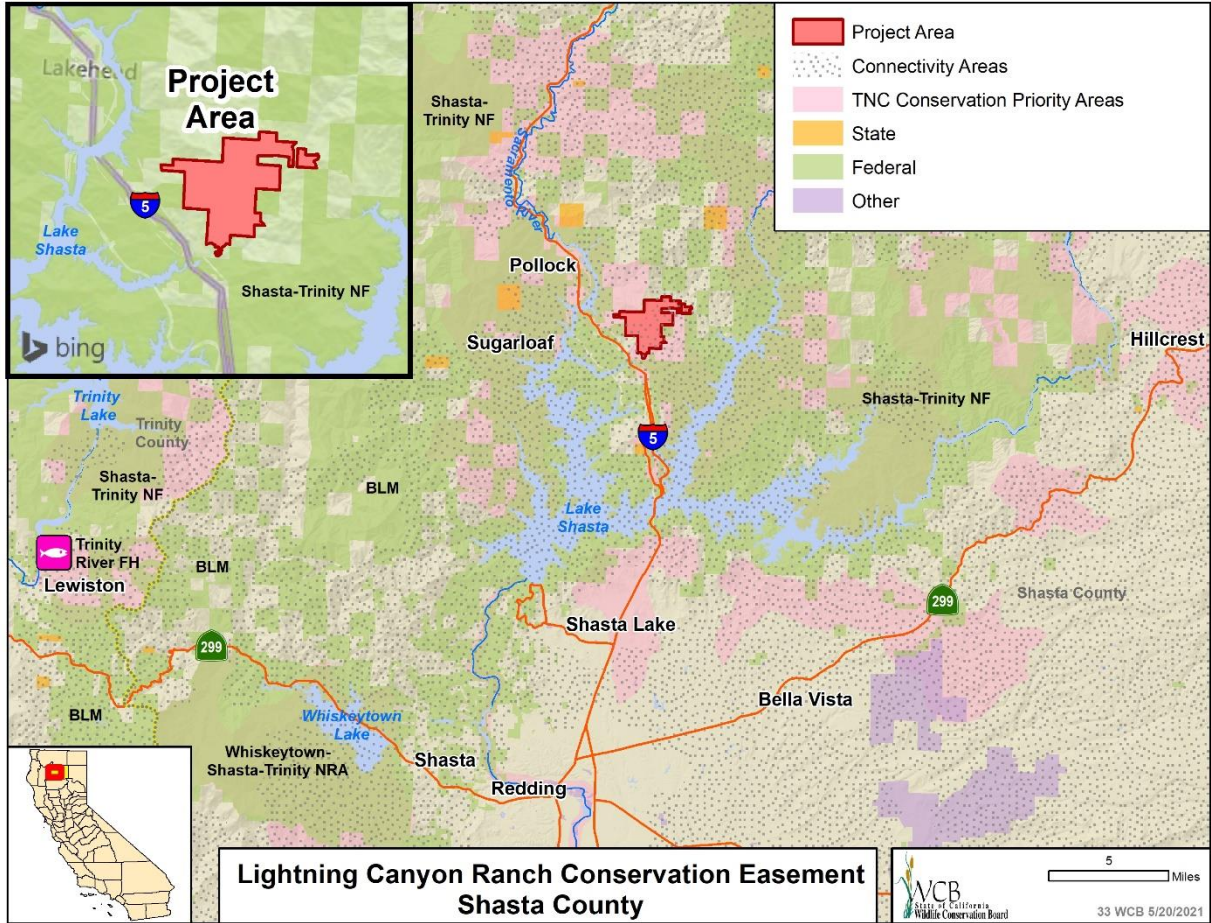 Lakehead
Project
Area
5
Lake
Shasta
Shasta-Trinity NF
bing
Project Area
Connectivity Areas
TNC Conservation Priority Areas
State
Federal
Other
Shasta-
Trinity NF
Sacramento
River
Pollock
Sugarloaf
Hillcrest
Trinity
Lake
Trinity
County
Shasta-Trinity NF
5
Shasta-
Trinity NF
BLM
Lake
Shasta
Trinity
River FH
Lewiston
BLM
Shasta County
299
Shasta Lake
299
Bella Vista
BLM
Whiskeytown
Lake
Whiskeytown-
Shasta-Trinity NRA
Shasta
Redding
Lightning Canyon Ranch Conservation Easement
Shasta County
WCB
State of California
Wildlife Conservation Board
5
Miles
33 WCB 5/20/2021